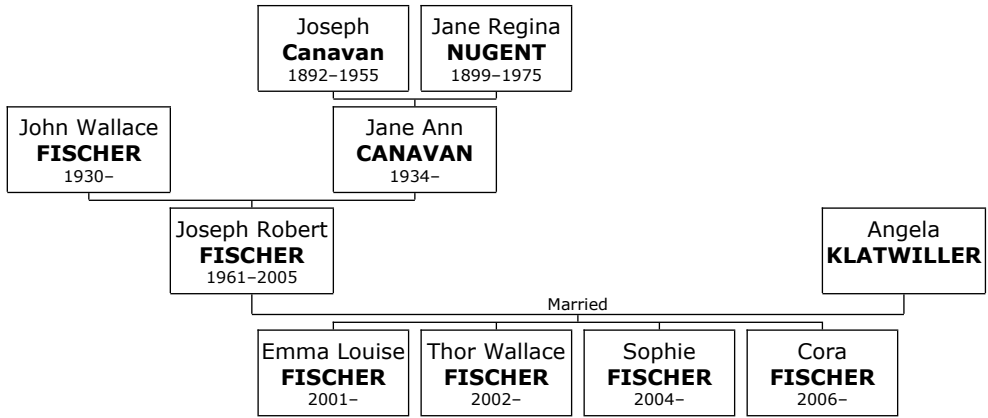 Joseph
Canavan
1892–1955
Jane Regina
NUGENT
1899–1975
John Wallace
FISCHER
1930–
Jane Ann
CANAVAN
1934–
Joseph Robert
FISCHER
1961–2005
Angela
KLATWILLER
Married
Emma Louise
FISCHER
2001–
Thor Wallace
FISCHER
2002–
Sophie
FISCHER
2004–
Cora
FISCHER
2006–